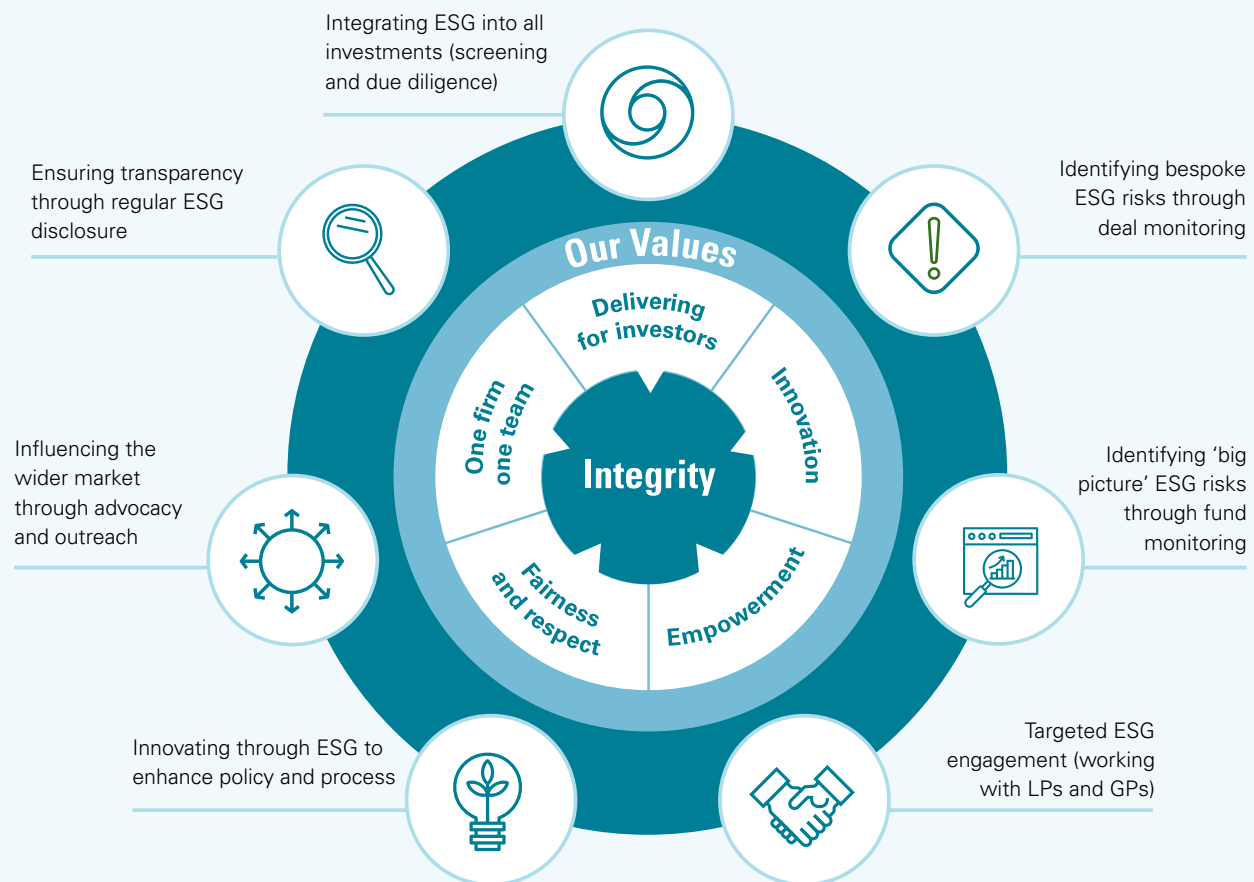 Integrating ESG into all
investments (screening
and due diligence)
Identifying bespoke
ESG risks through
deal monitoring
Identifying ‘big
picture’ ESG risks
through fund
monitoring
Targeted ESG
engagement (working
with LPs and GPs)
Innovating through ESG to
enhance policy and process
Influencing the
wider market
through advocacy
and outreach
Ensuring transparency
through regular ESG
disclosure
Our Values
Delivering
for investors
Innovation
Empowerment
Fairness
and respect
One firm
one team
Integrity